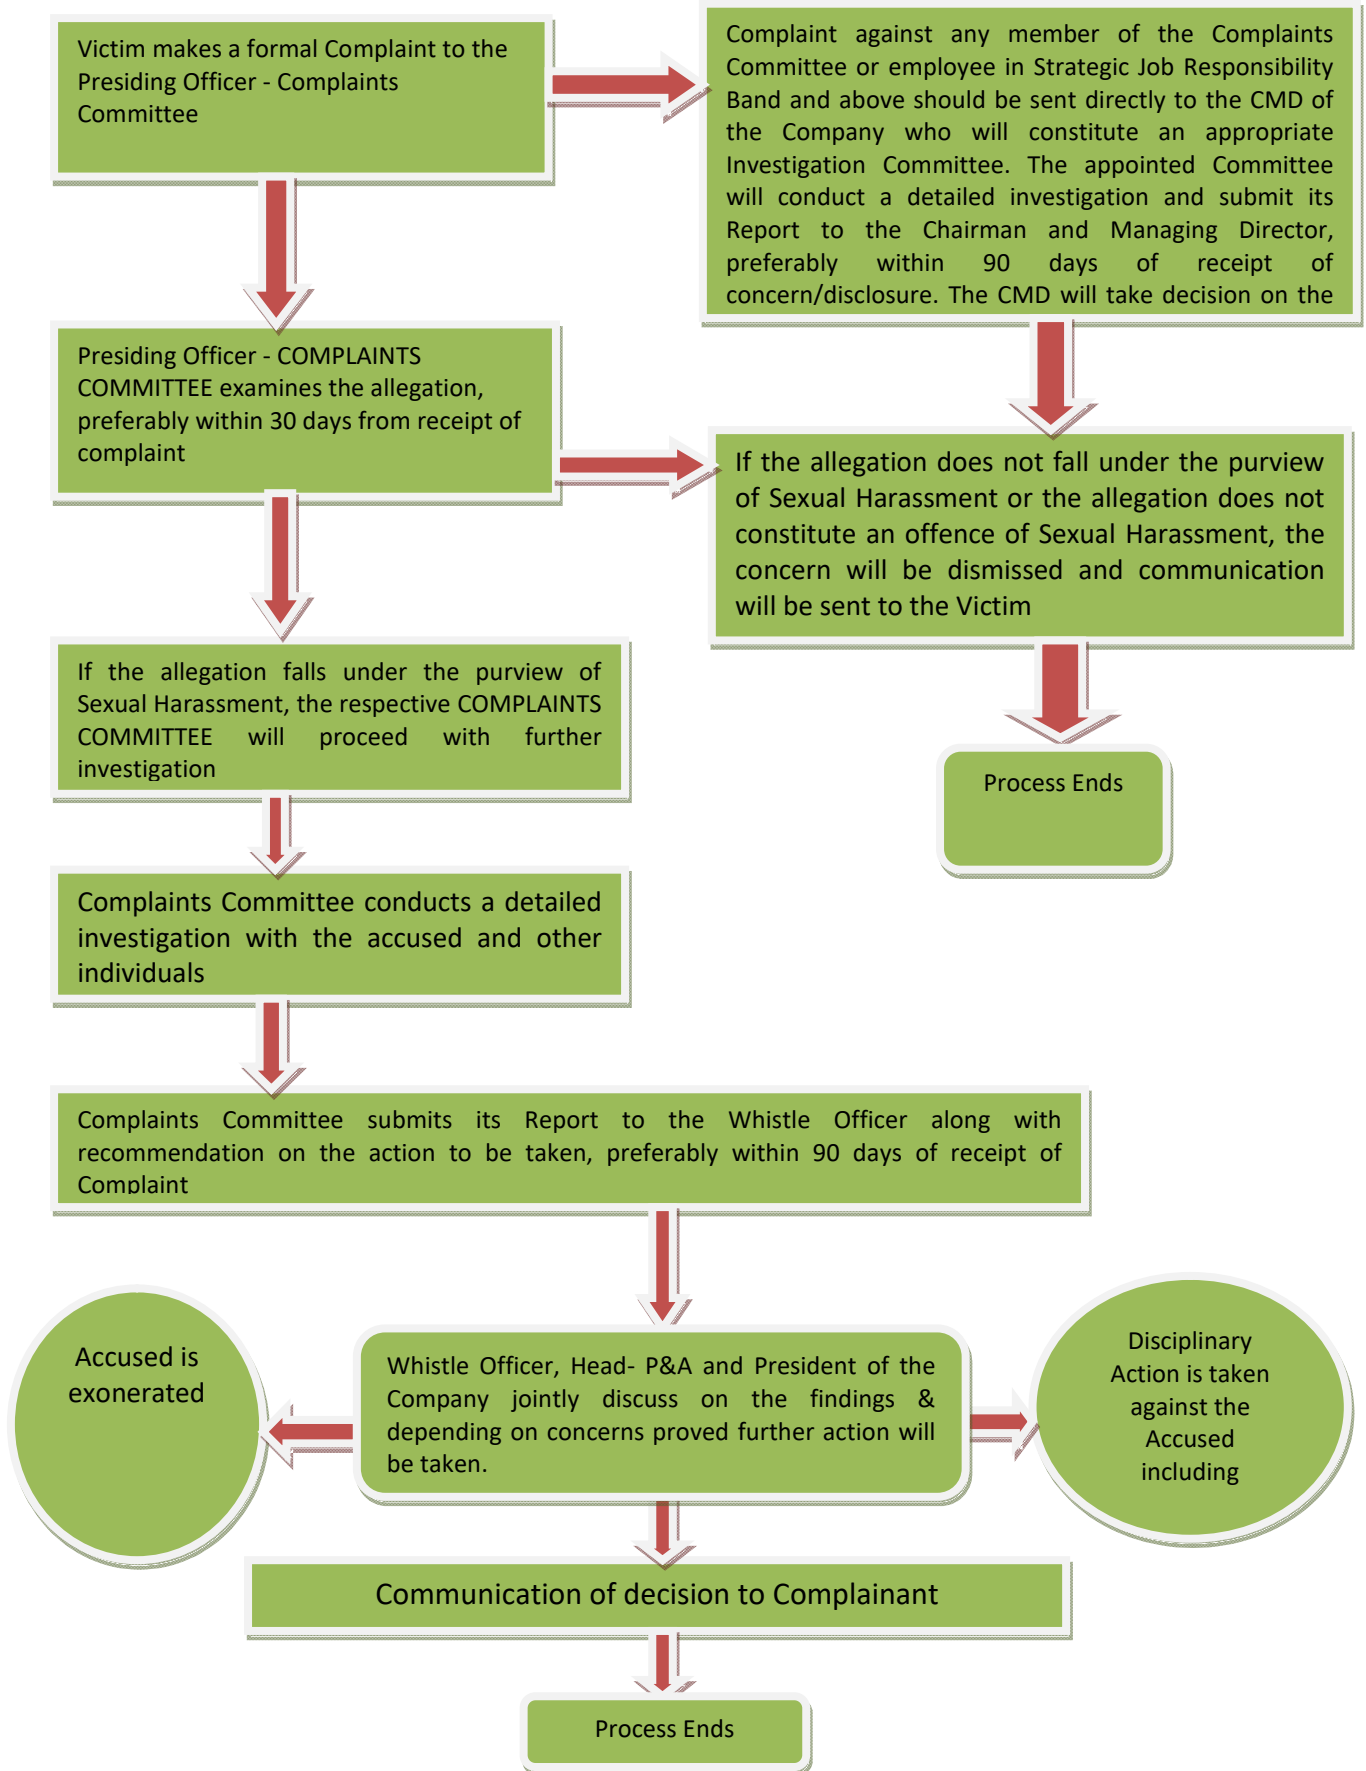 Victim makes a formal Complaint to the
Presiding Officer - Complaints
Committee
Complaint against any member of the Complaints
Committee or employee in Strategic Job Responsibility
Band and above should be sent directly to the CMD of
the Company who will constitute an appropriate
Investigation Committee. The appointed Committee
will conduct a detailed investigation and submit its
Report to the Chairman and Managing Director,
preferably within 90 days of receipt of
concern/disclosure. The CMD will take decision on the
Presiding Officer - COMPLAINTS
COMMITTEE examines the allegation,
preferably within 30 days from receipt of
complaint
If the allegation does not fall under the purview
of Sexual Harassment or the allegation does not
constitute an offence of Sexual Harassment, the
concern will be dismissed and communication
will be sent to the Victim
If the allegation falls under the purview of
Sexual Harassment, the respective COMPLAINTS
COMMITTEE will proceed with further
investigation
Process Ends
Complaints Committee conducts a detailed
investigation with the accused and other
individuals
Complaints Committee submits its Report to the Whistle Officer along with
recommendation on the action to be taken, preferably within 90 days of receipt of
Complaint
Accused is
exonerated
Whistle Officer, Head- P&A and President of the
Company jointly discuss on the findings &
depending on concerns proved further action will
be taken.
Disciplinary
Action is taken
against the
Accused
including
Communication of decision to Complainant
Process Ends